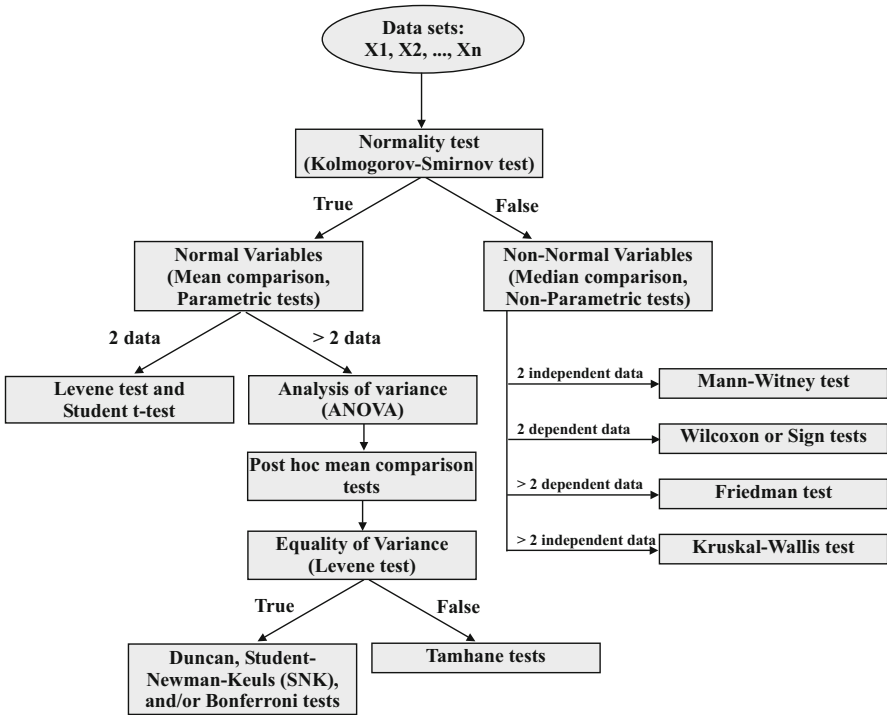 Data sets:
X1, X2, ..., Xn
Normality test
(Kolmogorov-Smirnov test)
True
False
Normal Variables
(Mean comparison,
Parametric tests)
Non-Normal Variables
(Median comparison,
Non-Parametric tests)
2 data
> 2 data
Levene test and
Student t-test
Analysis of variance
(ANOVA)
Post hoc mean comparison
tests
Equality of Variance
(Levene test)
True
False
Duncan, Student-
Newman-Keuls (SNK),
and/or Bonferroni tests
Tamhane tests
2 independent data
Mann-Witney test
2 dependent data
Wilcoxon or Sign tests
> 2 dependent data
Friedman test
> 2 independent data
Kruskal-Wallis test